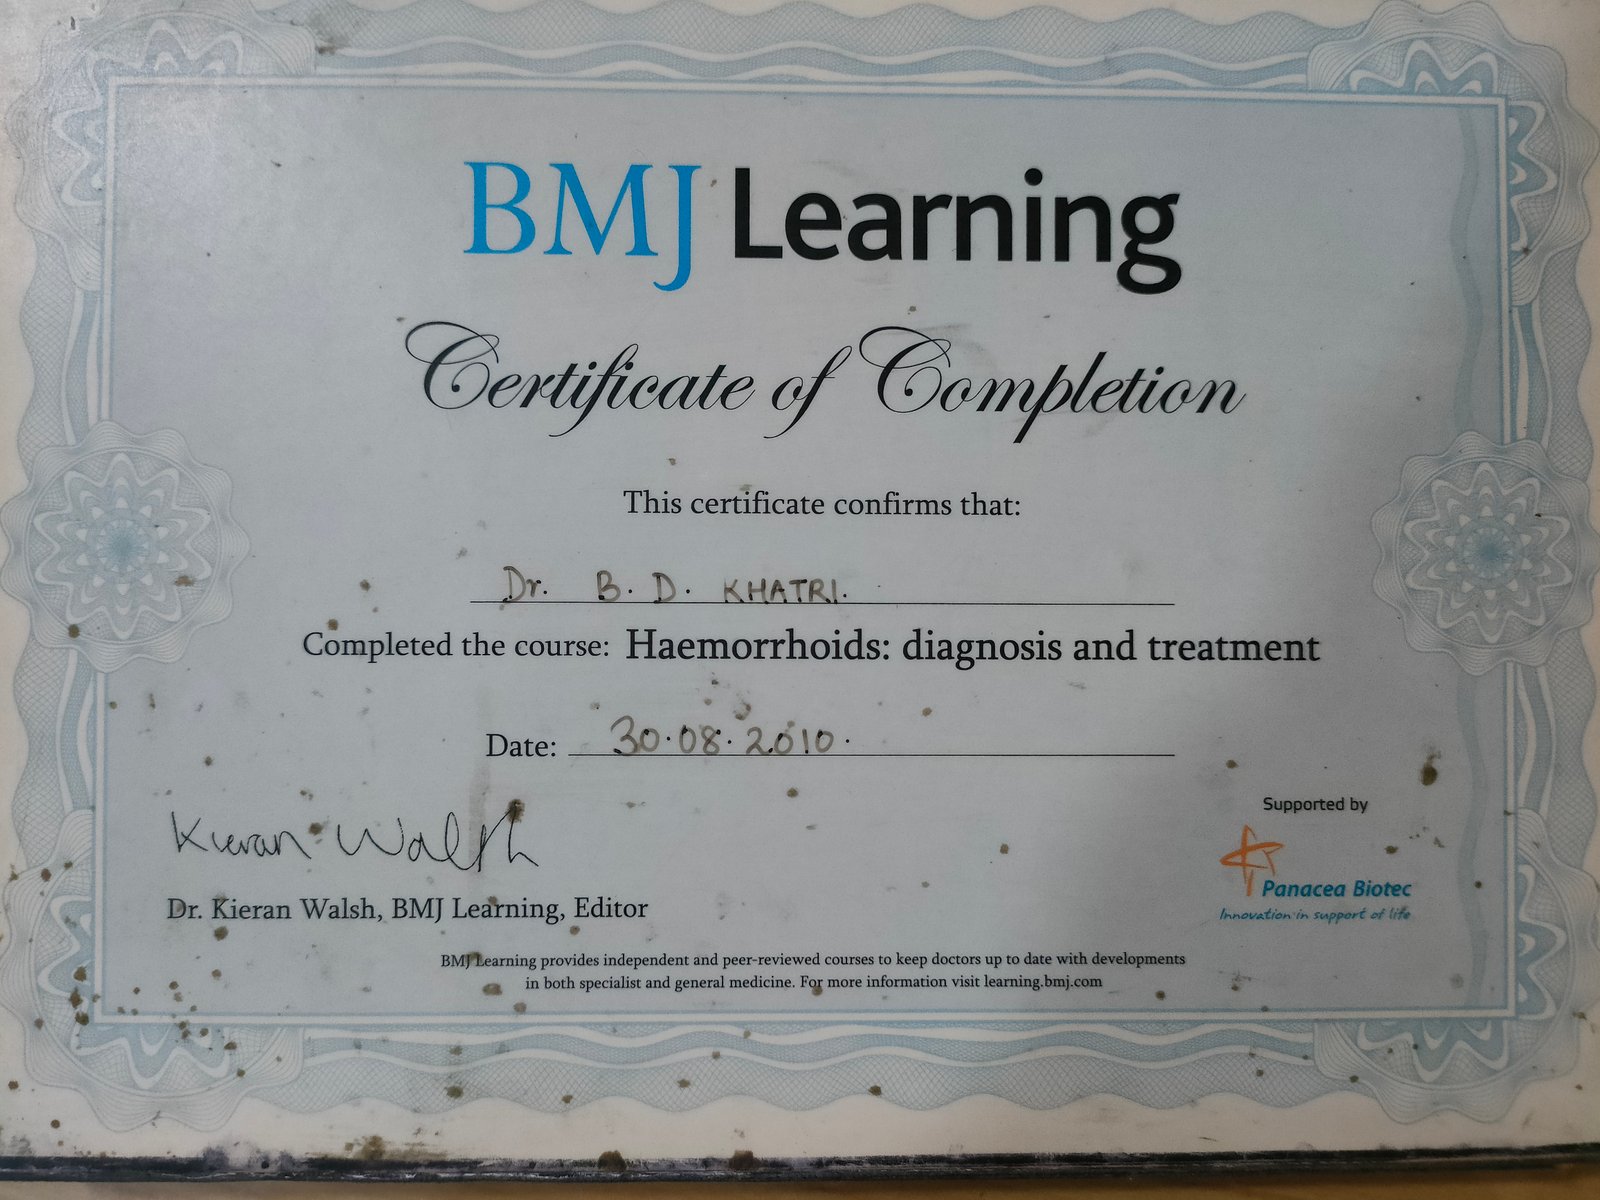 BMJ Learning
Certificate of Completion
This certificate confirms that:
Dr. B. D. KHATRI.
Completed the course: Haemorrhoids: diagnosis and treatment
Date: 30.08.2010.
Kieran Walsh
Dr. Kieran Walsh, BMJ Learning, Editor
Supported by
Panacea Biotec
Innovation in support of life
BMJ Learning provides independent and peer-reviewed courses to keep doctors up to date with developments
in both specialist and general medicine. For more information visit learning.bmj.com